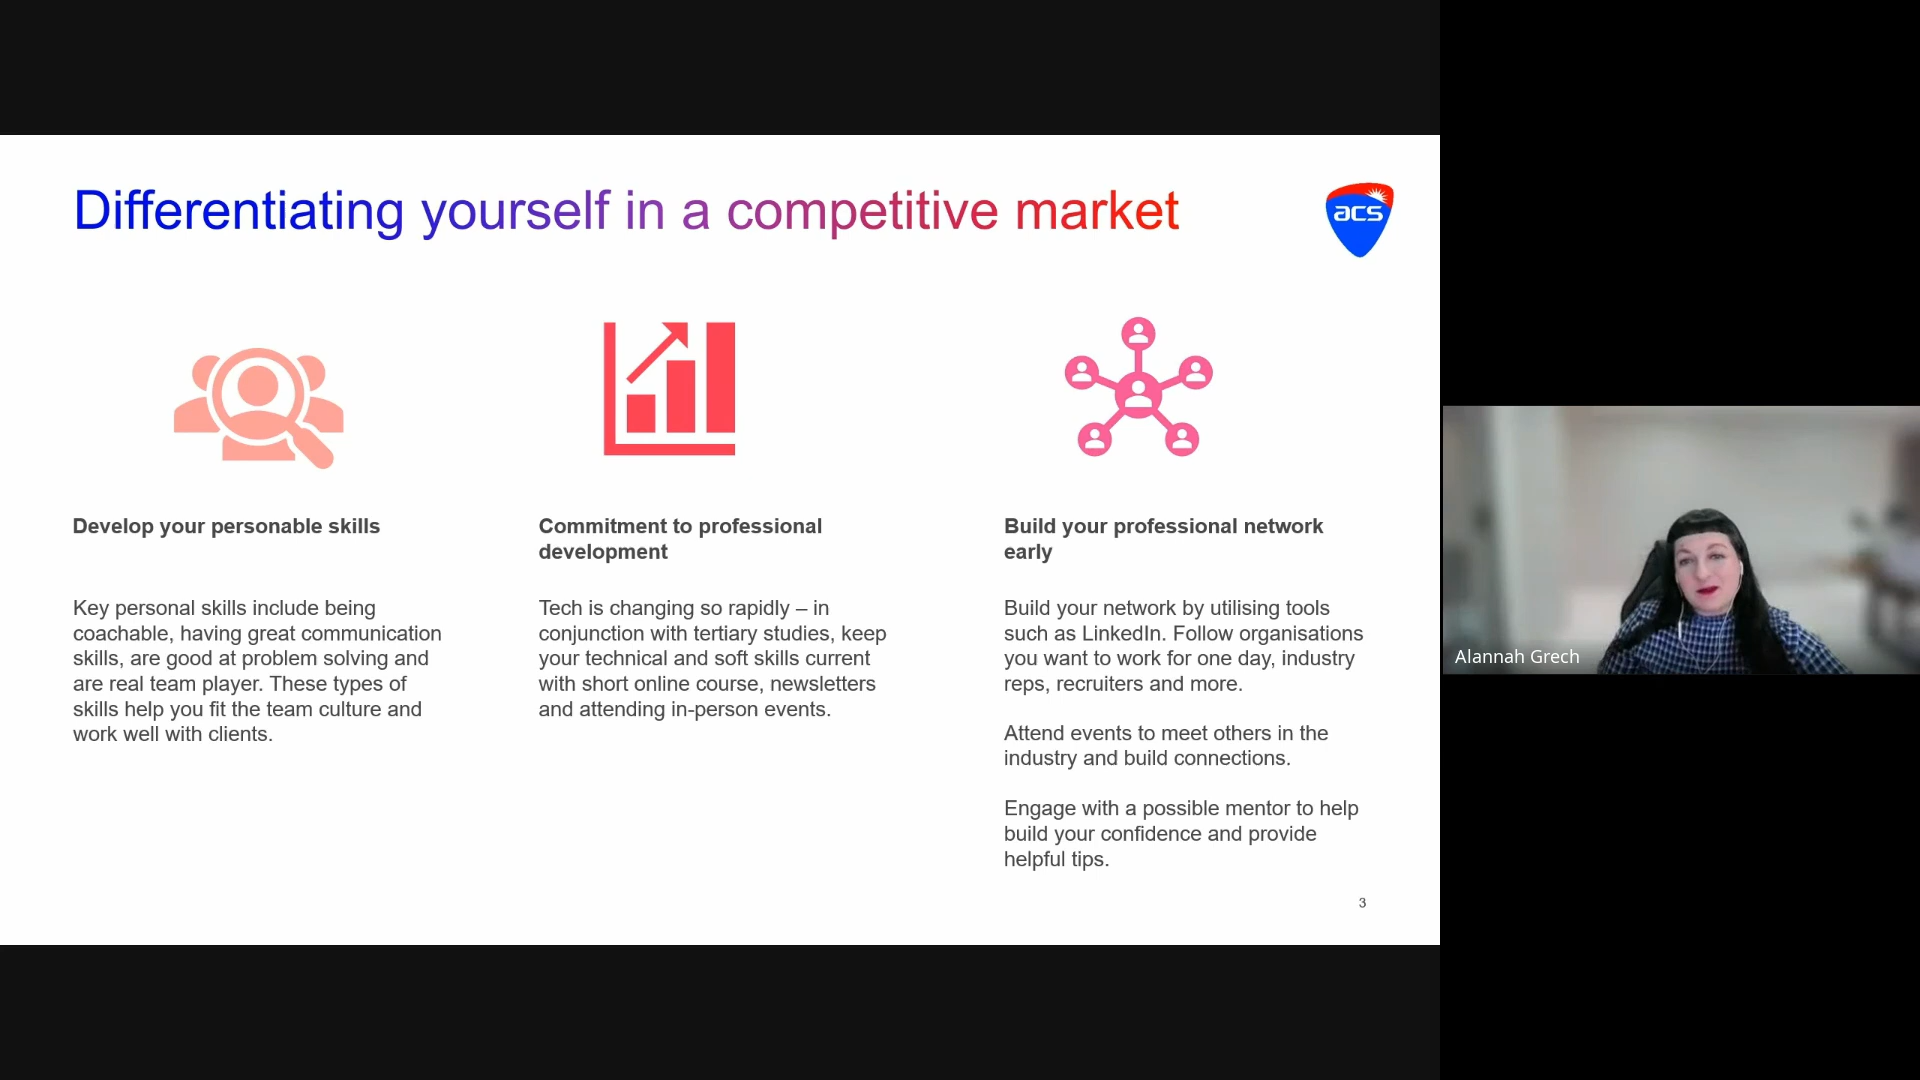 Differentiating yourself in a competitive market
acs
Develop your personable skills
Key personal skills include being
coachable, having great communication
skills, are good at problem solving and
are real team player. These types of
skills help you fit the team culture and
work well with clients.
Commitment to professional
development
Tech is changing so rapidly – in
conjunction with tertiary studies, keep
your technical and soft skills current
with short online course, newsletters
and attending in-person events.
Build your professional network
early
Build your network by utilising tools
such as LinkedIn. Follow organisations
you want to work for one day, industry
reps, recruiters and more.
Attend events to meet others in the
industry and build connections.
Engage with a possible mentor to help
build your confidence and provide
helpful tips.
3
Alannah Grech